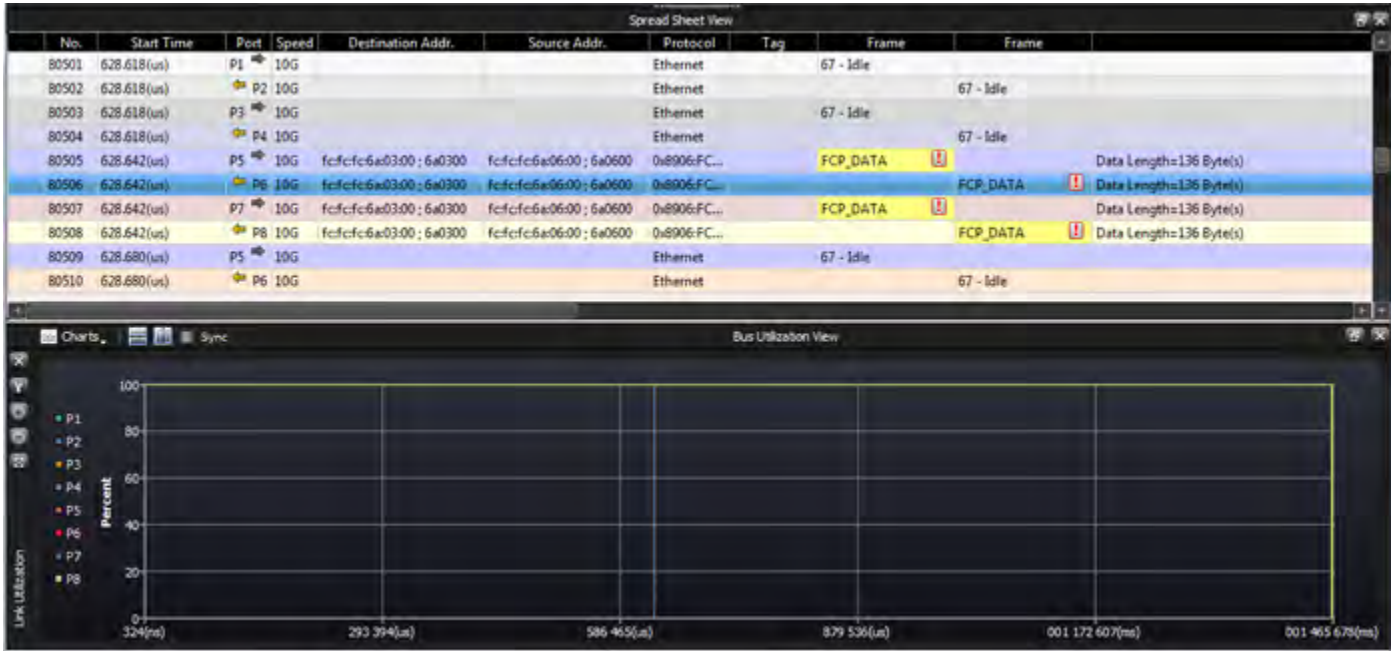 Spread Sheet View
No. Start Time Port Speed Destination Addr. Source Addr. Protocol Tag Frame Frame
80501 628.618(us) P1 10G Ethernet 67 - Idle
80502 628.618(us) P2 10G Ethernet 67 - Idle
80503 628.618(us) P3 10G Ethernet 67 - Idle
80504 628.618(us) P4 10G Ethernet 67 - Idle
80505 628.642(us) P5 10G fc:fc:fc:6a:03:00 ; 6a0300 fc:fc:fc:6a:06:00 ; 6a0600 0x8906:FC... FCP_DATA Data Length=136 Byte(s)
80506 628.642(us) P6 10G fc:fc:fc:6a:03:00 ; 6a0300 fc:fc:fc:6a:06:00 ; 6a0600 0x8906:FC... FCP_DATA Data Length=136 Byte(s)
80507 628.642(us) P7 10G fc:fc:fc:6a:03:00 ; 6a0300 fc:fc:fc:6a:06:00 ; 6a0600 0x8906:FC... FCP_DATA Data Length=136 Byte(s)
80508 628.642(us) P8 10G fc:fc:fc:6a:03:00 ; 6a0300 fc:fc:fc:6a:06:00 ; 6a0600 0x8906:FC... FCP_DATA Data Length=136 Byte(s)
80509 628.680(us) P5 10G Ethernet 67 - Idle
80510 628.680(us) P6 10G Ethernet 67 - Idle
Charts Sync Bus Utilization View
100
80
60
40
20
0
Percent
P1
P2
P3
P4
P5
P6
P7
P8
Link Utilization
324(ns) 293 394(us) 586 465(us) 879 536(us) 001 172 607(ms) 001 465 678(ms)